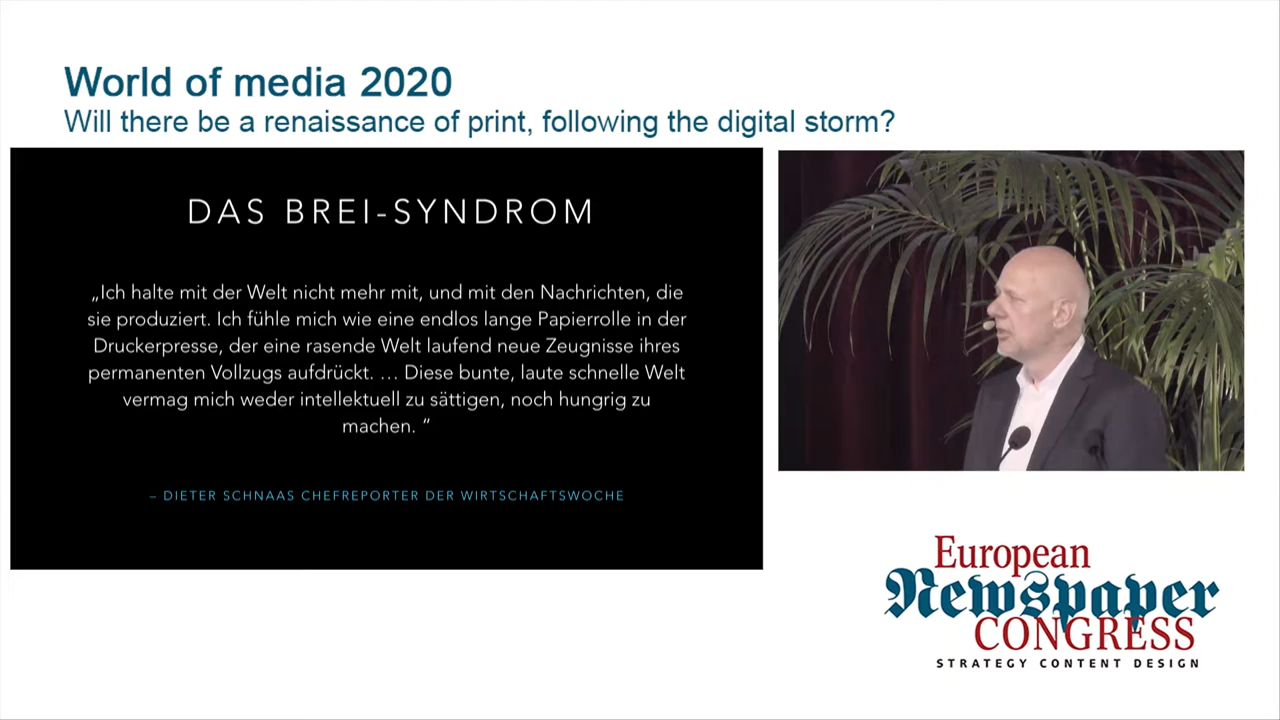 World of media 2020
Will there be a renaissance of print, following the digital storm?
DAS BREI-SYNDROM
„Ich halte mit der Welt nicht mehr mit, und mit den Nachrichten, die
sie produziert. Ich fühle mich wie eine endlos lange Papierrolle in der
Druckerpresse, der eine rasende Welt laufend neue Zeugnisse ihres
permanenten Vollzugs aufdrückt. … Diese bunte, laute schnelle Welt
vermag mich weder intellektuell zu sättigen, noch hungrig zu
machen. “
– DIETER SCHNAAS CHEFREPORTER DER WIRTSCHAFTSWOCHE
European
Newspaper
CONGRESS
STRATEGY CONTENT DESIGN